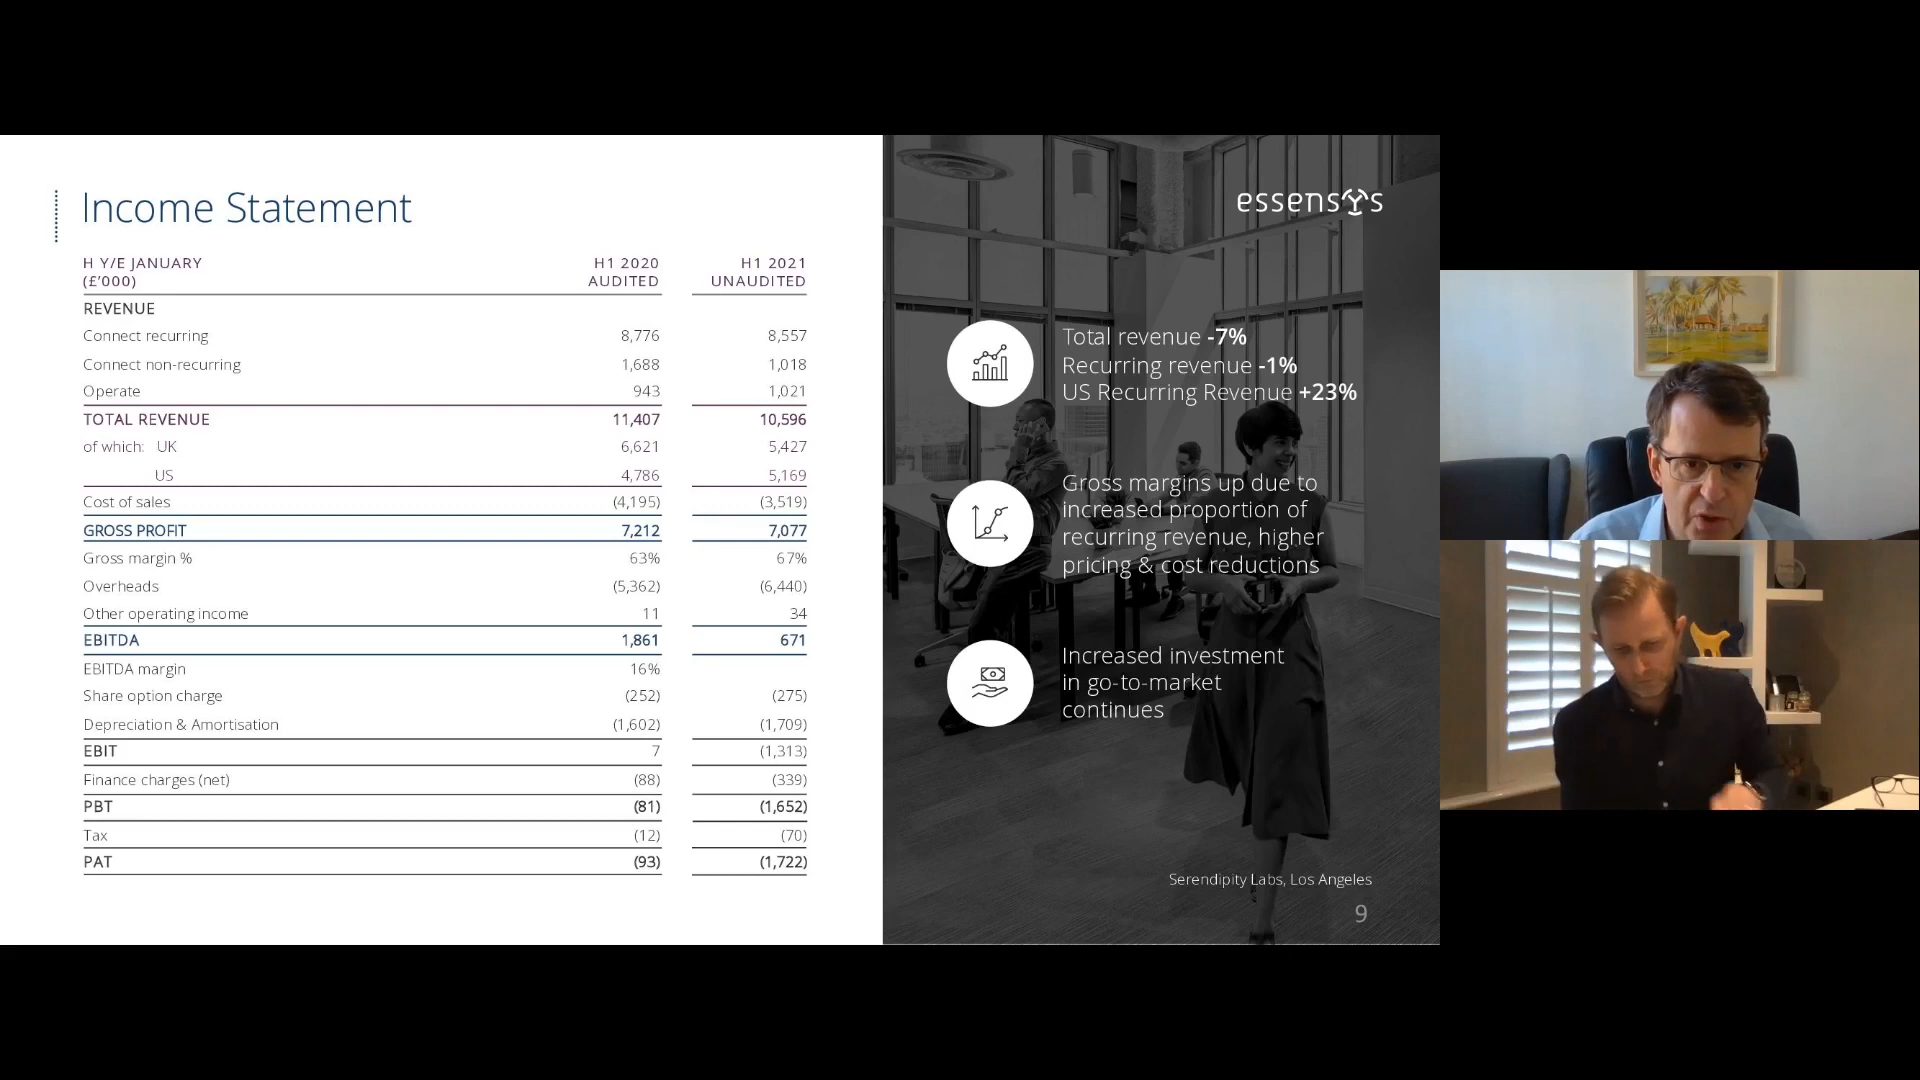 Income Statement
H Y/E JANUARY H1 2020 H1 2021
(£'000) AUDITED UNAUDITED
REVENUE
Connect recurring 8,776 8,557
Connect non-recurring 1,688 1,018
Operate 943 1,021
TOTAL REVENUE 11,407 10,596
of which: UK 6,621 5,427
US 4,786 5,169
Cost of sales (4,195) (3,519)
GROSS PROFIT 7,212 7,077
Gross margin % 63% 67%
Overheads (5,362) (6,440)
Other operating income 11 34
EBITDA 1,861 671
EBITDA margin 16%
Share option charge (252) (275)
Depreciation & Amortisation (1,602) (1,709)
EBIT 7 (1,313)
Finance charges (net) (88) (339)
PBT (81) (1,652)
Tax (12) (70)
PAT (93) (1,722)
essensys
Total revenue -7%
Recurring revenue -1%
US Recurring Revenue +23%
Gross margins up due to
increased proportion of
recurring revenue, higher
pricing & cost reductions
Increased investment
in go-to-market
continues
Serendipity Labs, Los Angeles
9